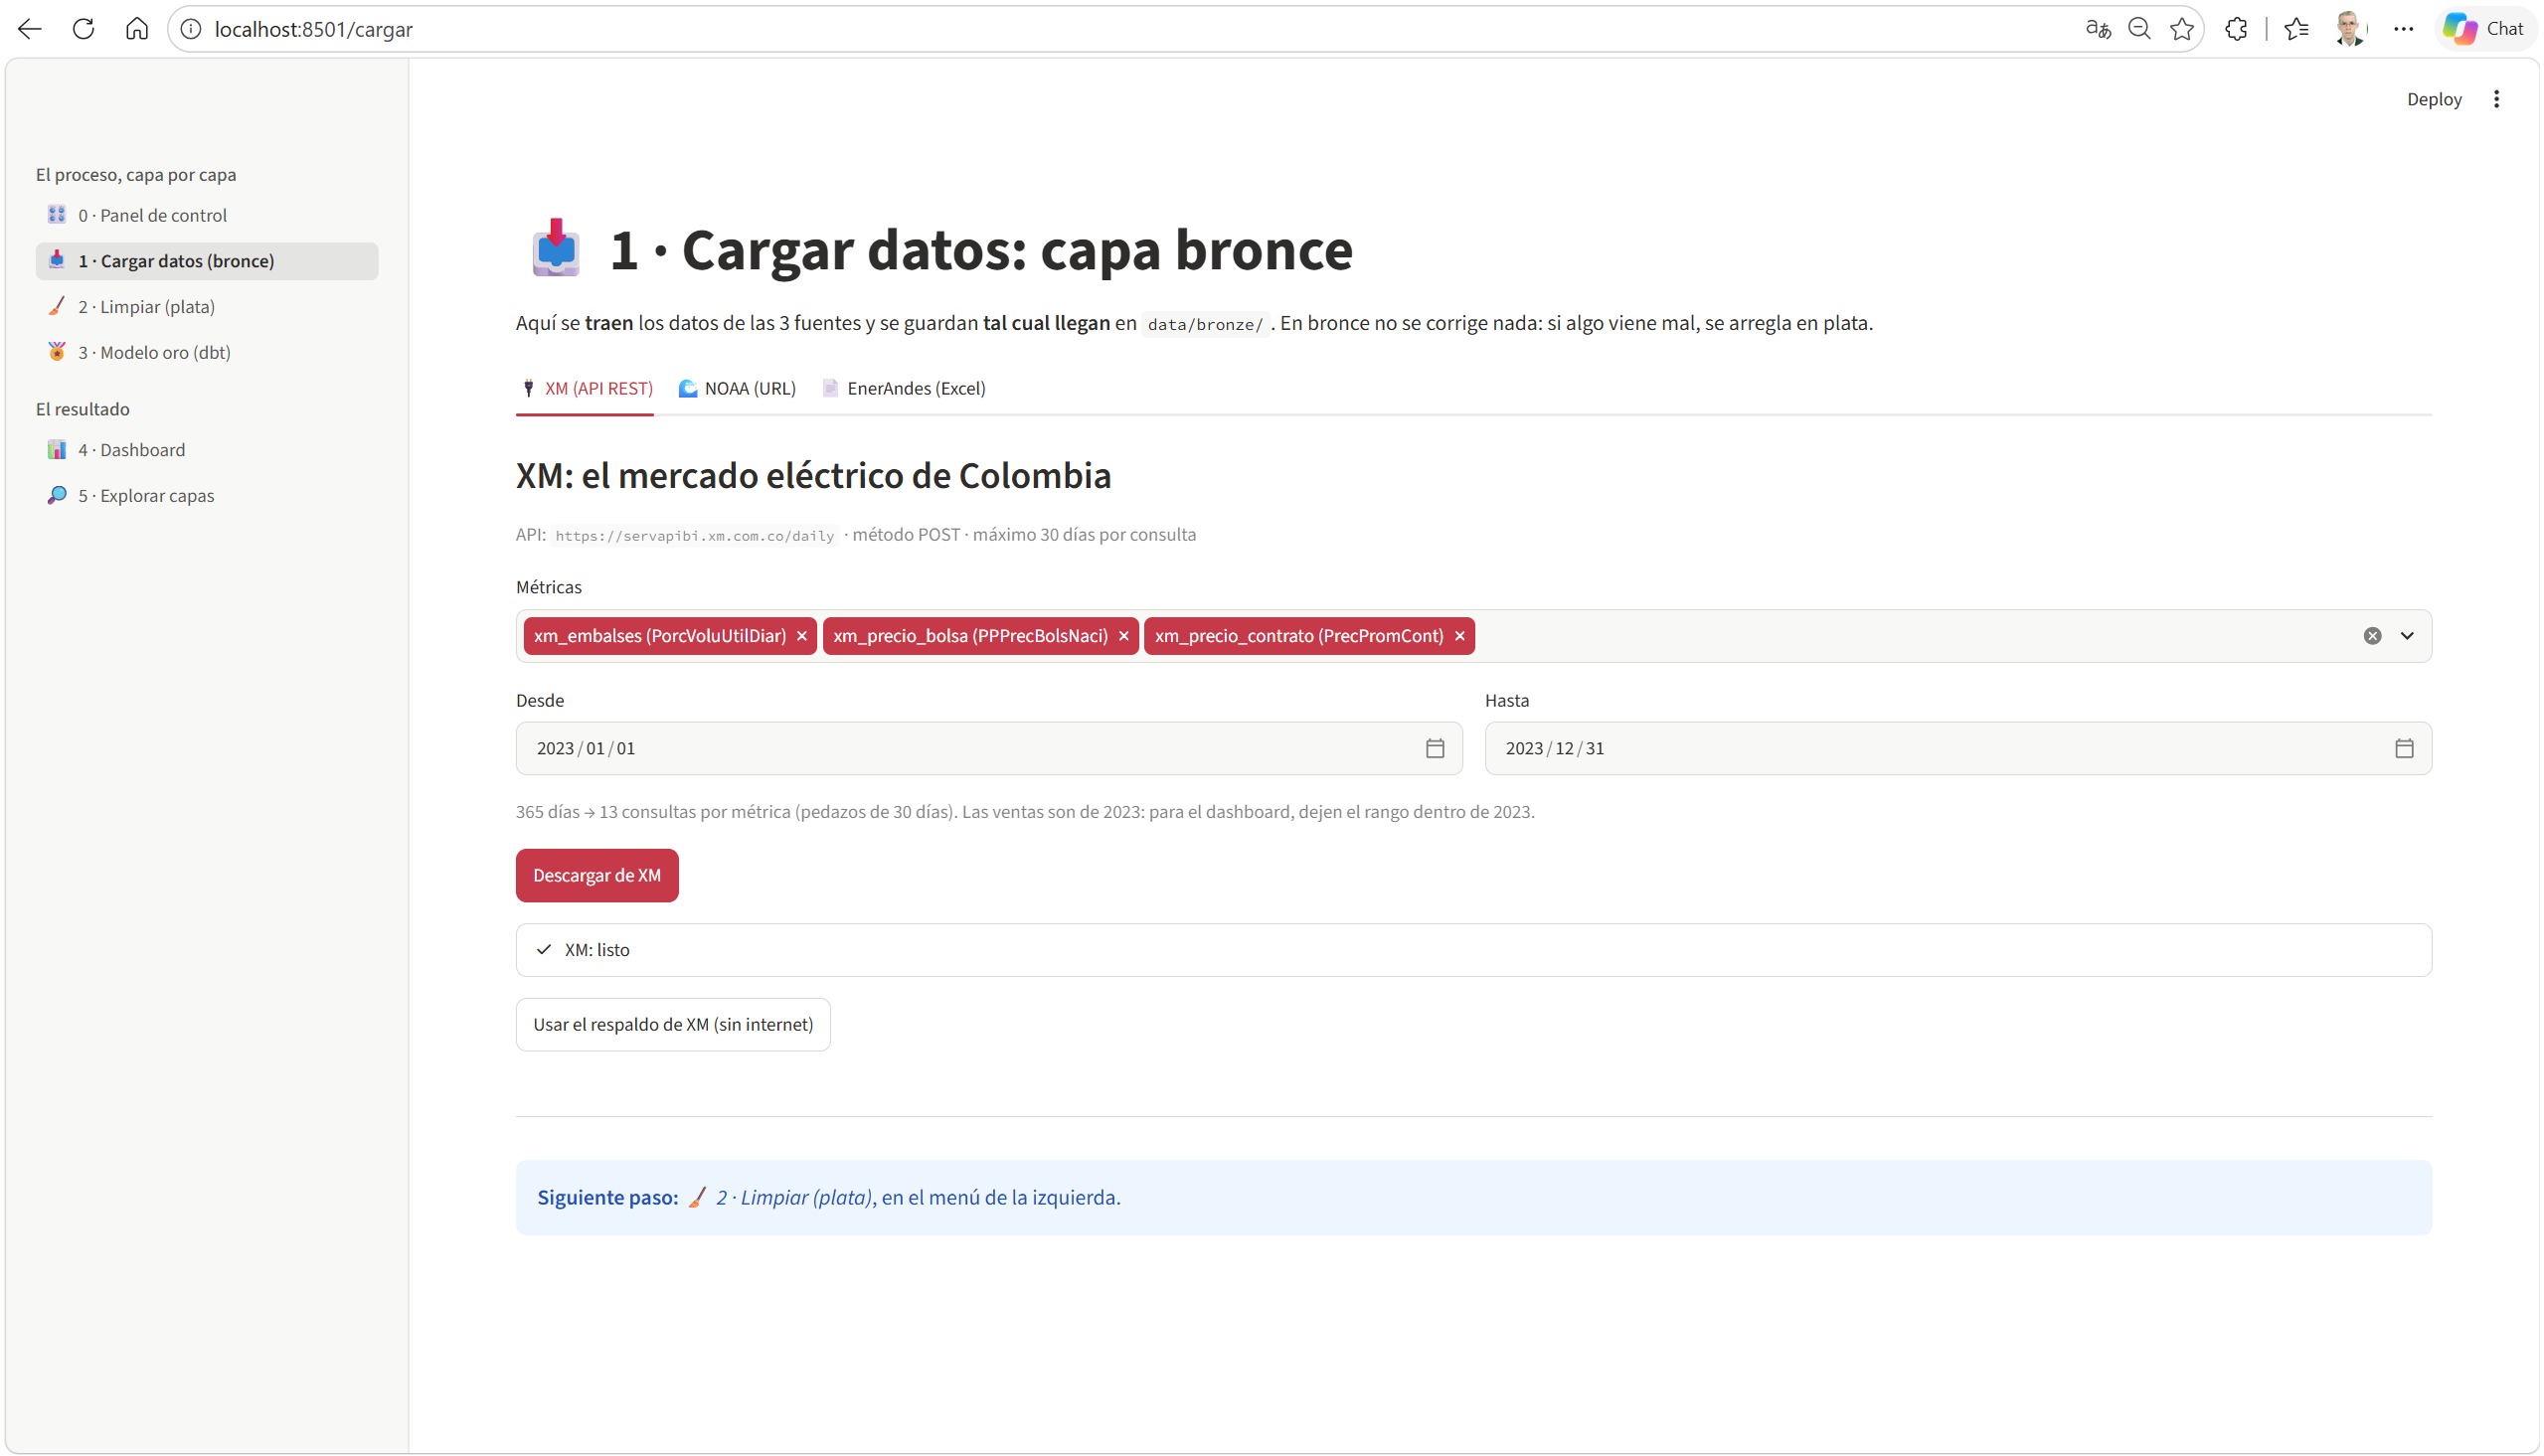 localhost:8501/cargar
Chat
Deploy
El proceso, capa por capa
0 · Panel de control
1 · Cargar datos (bronce)
2 · Limpiar (plata)
3 · Modelo oro (dbt)
El resultado
4 · Dashboard
5 · Explorar capas
1 · Cargar datos: capa bronce
Aquí se traen los datos de las 3 fuentes y se guardan tal cual llegan en data/bronze/. En bronce no se corrige nada: si algo viene mal, se arregla en plata.
XM (API REST) NOAA (URL) EnerAndes (Excel)
XM: el mercado eléctrico de Colombia
API: https://servapibi.xm.com.co/daily · método POST · máximo 30 días por consulta
Métricas
xm_embalses (PorcVoluUtilDiar) xm_precio_bolsa (PPPrecBolsNaci) xm_precio_contrato (PrecPromCont)
Desde Hasta
2023/01/01 2023/12/31
365 días → 13 consultas por métrica (pedazos de 30 días). Las ventas son de 2023: para el dashboard, dejen el rango dentro de 2023.
Descargar de XM
XM: listo
Usar el respaldo de XM (sin internet)
Siguiente paso: 2 · Limpiar (plata), en el menú de la izquierda.